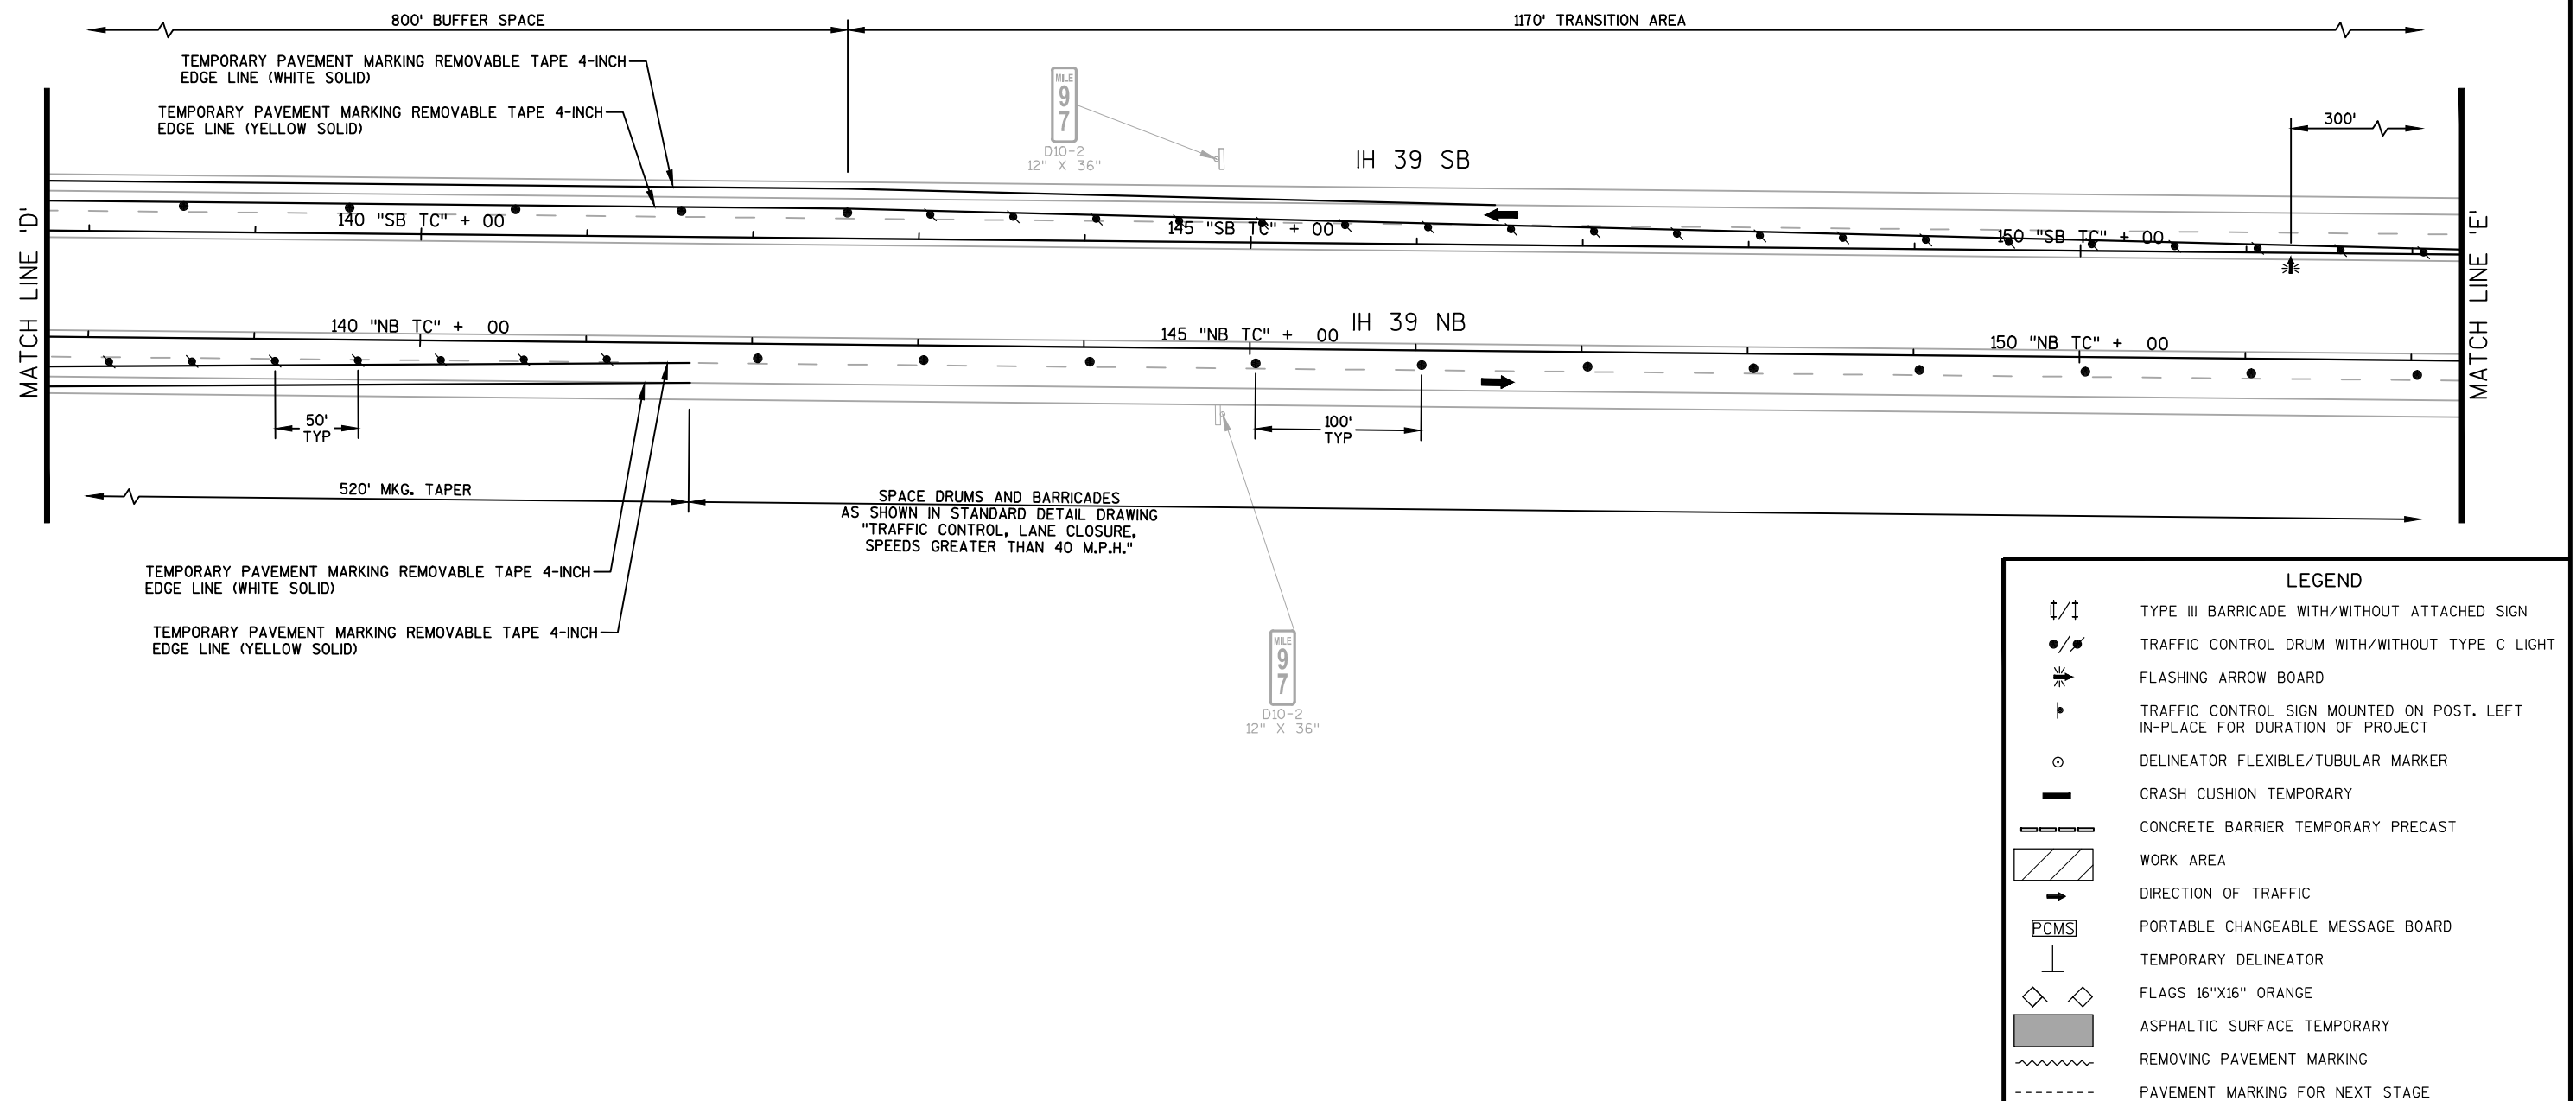 800' BUFFER SPACE
1170' TRANSITION AREA
TEMPORARY PAVEMENT MARKING REMOVABLE TAPE 4-INCH
EDGE LINE (WHITE SOLID)
TEMPORARY PAVEMENT MARKING REMOVABLE TAPE 4-INCH
EDGE LINE (YELLOW SOLID)
MILE
9
7
D10-2
12" X 36"
IH 39 SB
300'
MATCH LINE 'D'
140 "SB TC" + 00
145 "SB TC" + 00
150 "SB TC" + 00
MATCH LINE 'E'
140 "NB TC" + 00
145 "NB TC" + 00
IH 39 NB
150 "NB TC" + 00
50'
TYP
100'
TYP
520' MKG. TAPER
SPACE DRUMS AND BARRICADES
AS SHOWN IN STANDARD DETAIL DRAWING
"TRAFFIC CONTROL, LANE CLOSURE,
SPEEDS GREATER THAN 40 M.P.H."
TEMPORARY PAVEMENT MARKING REMOVABLE TAPE 4-INCH
EDGE LINE (WHITE SOLID)
TEMPORARY PAVEMENT MARKING REMOVABLE TAPE 4-INCH
EDGE LINE (YELLOW SOLID)
MILE
9
7
D10-2
12" X 36"
LEGEND
TYPE III BARRICADE WITH/WITHOUT ATTACHED SIGN
TRAFFIC CONTROL DRUM WITH/WITHOUT TYPE C LIGHT
FLASHING ARROW BOARD
TRAFFIC CONTROL SIGN MOUNTED ON POST. LEFT
IN-PLACE FOR DURATION OF PROJECT
DELINEATOR FLEXIBLE/TUBULAR MARKER
CRASH CUSHION TEMPORARY
CONCRETE BARRIER TEMPORARY PRECAST
WORK AREA
DIRECTION OF TRAFFIC
PCMS PORTABLE CHANGEABLE MESSAGE BOARD
TEMPORARY DELINEATOR
FLAGS 16"X16" ORANGE
ASPHALTIC SURFACE TEMPORARY
REMOVING PAVEMENT MARKING
PAVEMENT MARKING FOR NEXT STAGE